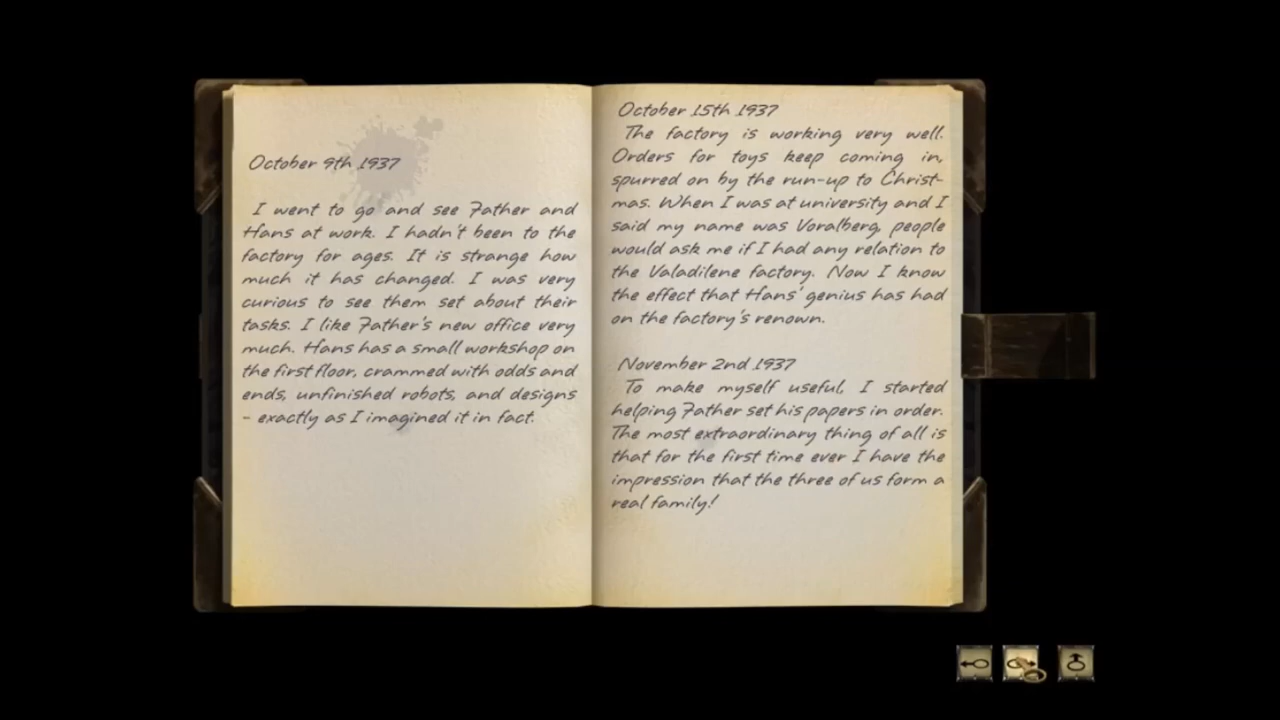 October 9th 1937
I went to go and see Father and
Hans at work. I hadn't been to the
factory for ages. It is strange how
much it has changed. I was very
curious to see them set about their
tasks. I like Father's new office very
much. Hans has a small workshop on
the first floor, crammed with odds and
ends, unfinished robots, and designs
- exactly as I imagined it in fact.
October 15th 1937
The factory is working very well.
Orders for toys keep coming in,
spurred on by the run-up to Christ-
mas. When I was at university and I
said my name was Voralberg, people
would ask me if I had any relation to
the Valadilene factory. Now I know
the effect that Hans' genius has had
on the factory's renown.
November 2nd 1937
To make myself useful, I started
helping Father set his papers in order.
The most extraordinary thing of all is
that for the first time ever I have the
impression that the three of us form a
real family!